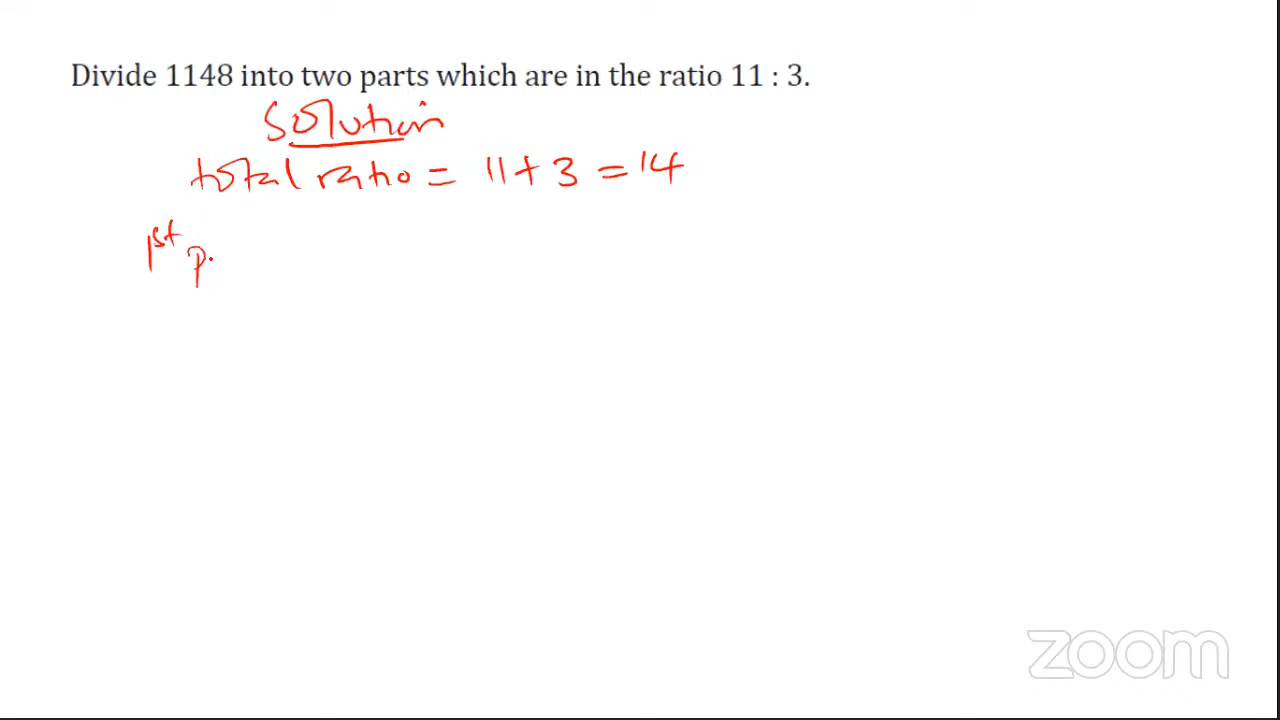 Divide 1148 into two parts which are in the ratio 11 : 3.
Solution
total ratio = 11 + 3 = 14
1st p
zoom